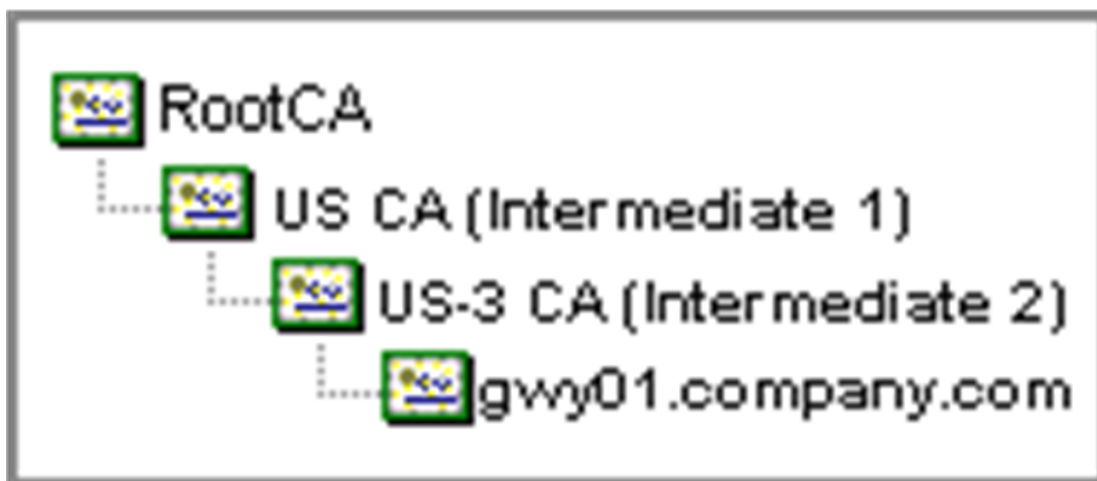 RootCA
US CA (Intermediate 1)
US-3 CA (Intermediate 2)
gwy01.company.com